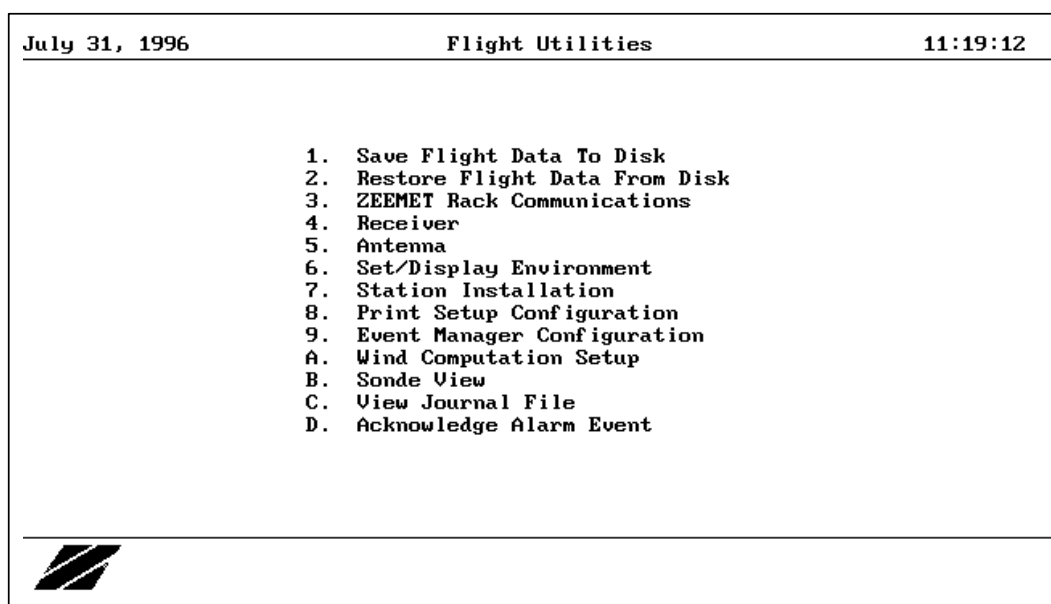 July 31, 1996 Flight Utilities 11:19:12
1. Save Flight Data To Disk
2. Restore Flight Data From Disk
3. ZEEMET Rack Communications
4. Receiver
5. Antenna
6. Set/Display Environment
7. Station Installation
8. Print Setup Configuration
9. Event Manager Configuration
A. Wind Computation Setup
B. Sonde View
C. View Journal File
D. Acknowledge Alarm Event